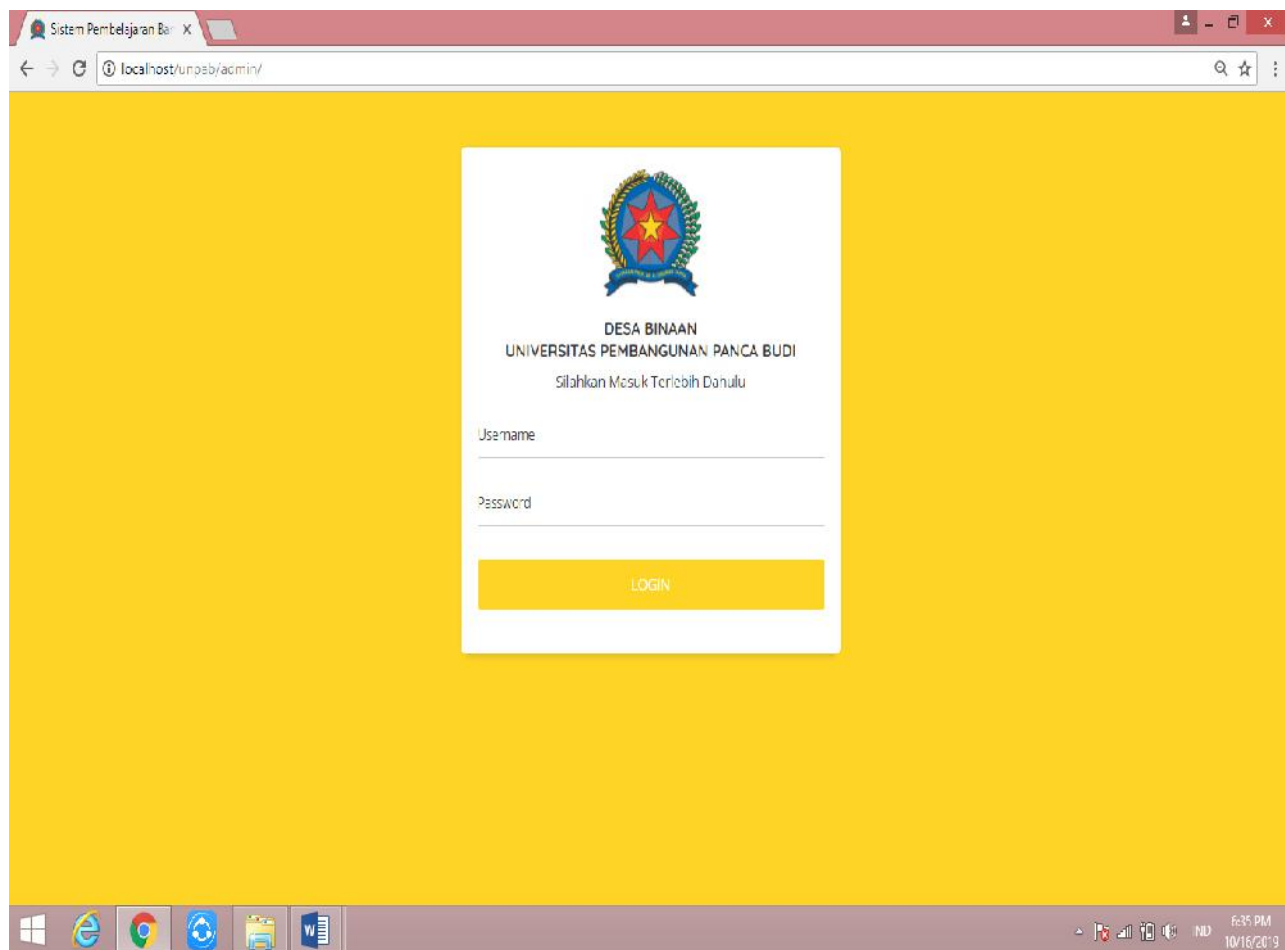 Sistem Pembelajaran Bar
localhost/unpab/admin/
DESA BINAAN
UNIVERSITAS PEMBANGUNAN PANCA BUDI
Silahkan Masuk Terlebih Dahulu
Username
Password
LOGIN
IND
6:35 PM
10/16/2019